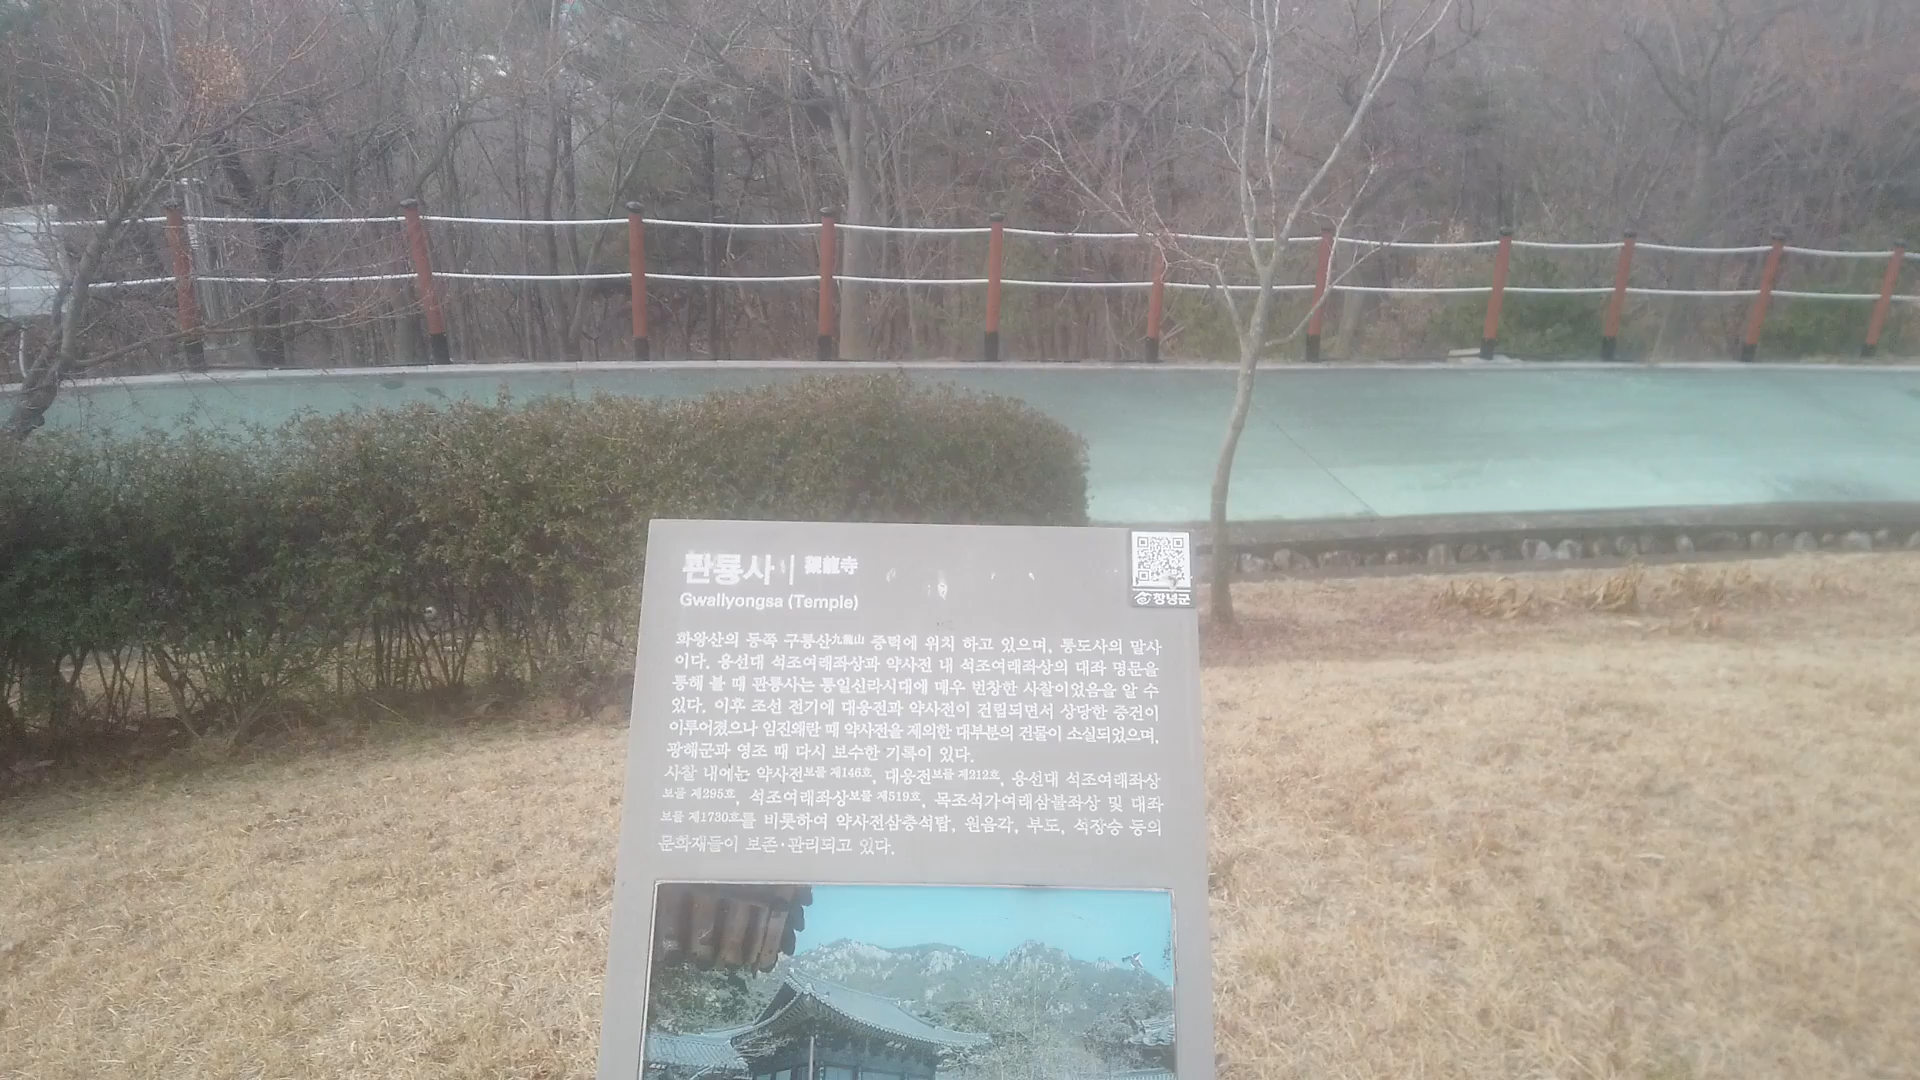 관룡사 | 觀龍寺
창녕군
Gwallyongsa (Temple)
화왕산의 동쪽 구룡산九龍山 중턱에 위치 하고 있으며, 통도사의 말사
이다. 용선대 석조여래좌상과 약사전 내 석조여래좌상의 대좌 명문을
통해 볼 때 관룡사는 통일신라시대에 매우 번창한 사찰이었음을 알 수
있다. 이후 조선 전기에 대웅전과 약사전이 건립되면서 상당한 중건이
이루어졌으나 임진왜란 때 약사전을 제외한 대부분의 건물이 소실되었으며,
광해군과 영조 때 다시 보수한 기록이 있다.
사찰 내에는 약사전보물 제146호, 대웅전보물 제212호, 용선대 석조여래좌상
보물 제295호, 석조여래좌상보물 제519호, 목조석가여래삼불좌상 및 대좌
보물 제1730호를 비롯하여 약사전삼층석탑, 원음각, 부도, 석장승 등의
문화재들이 보존·관리되고 있다.